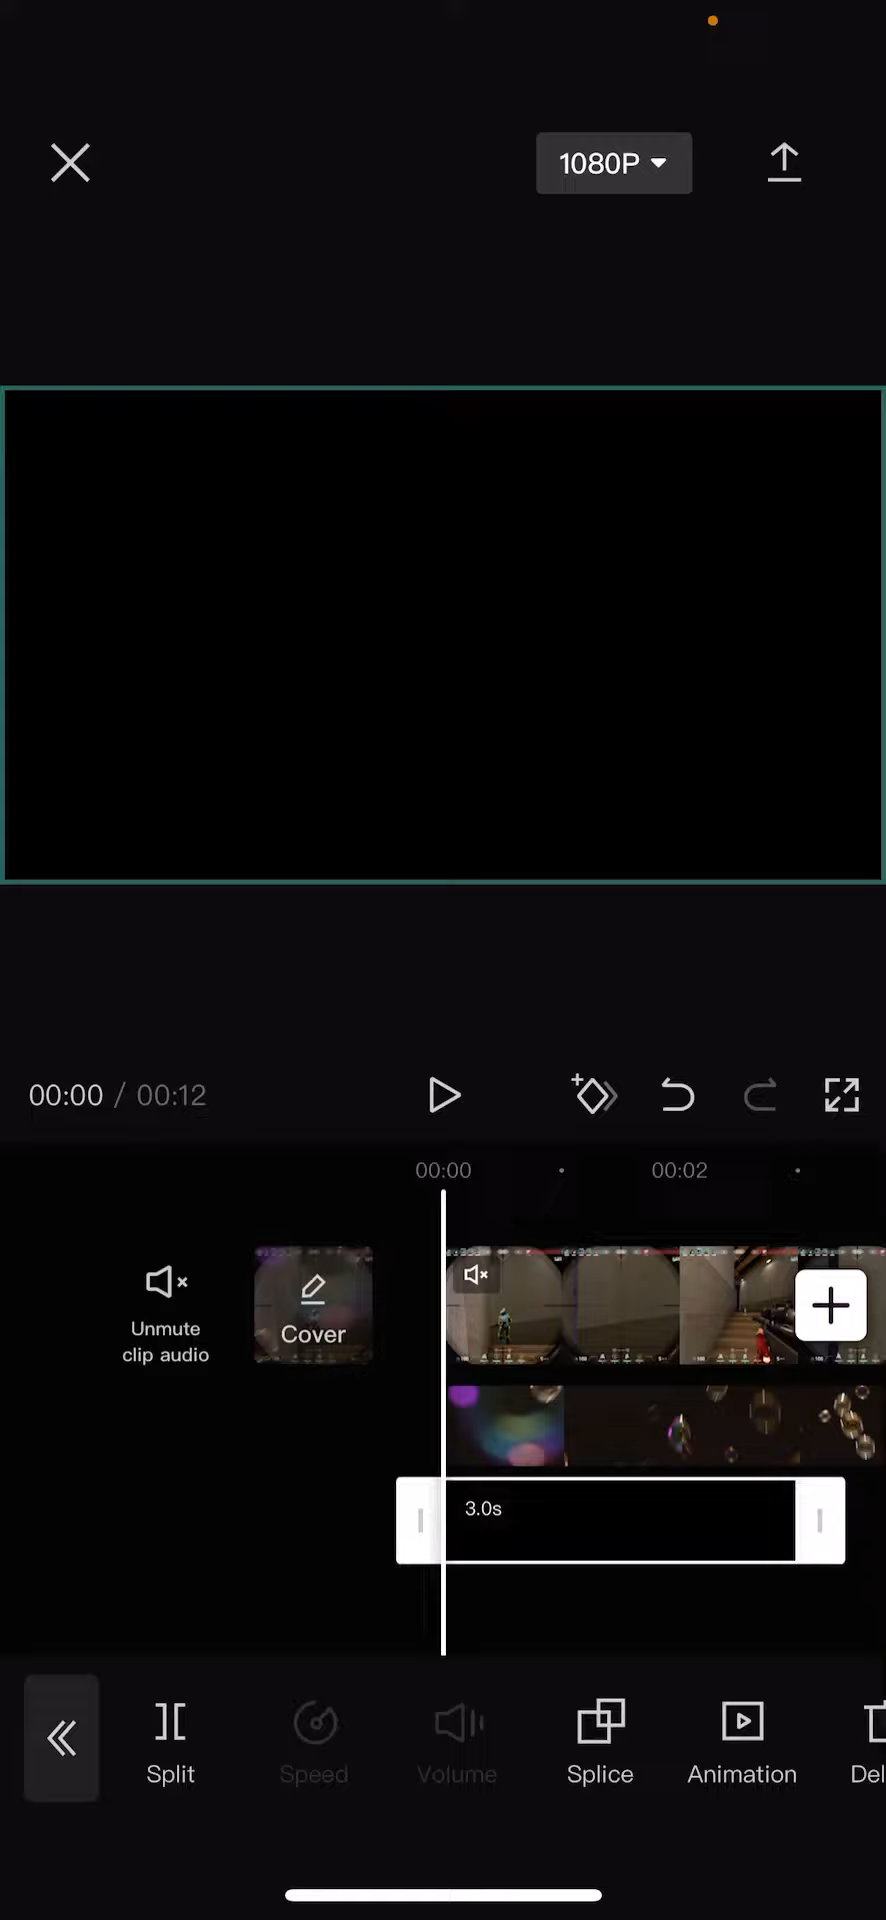 1080P
00:00 / 00:12
00:00
00:02
Unmute
clip audio
Cover
3.0s
Split
Speed
Volume
Splice
Animation
Del